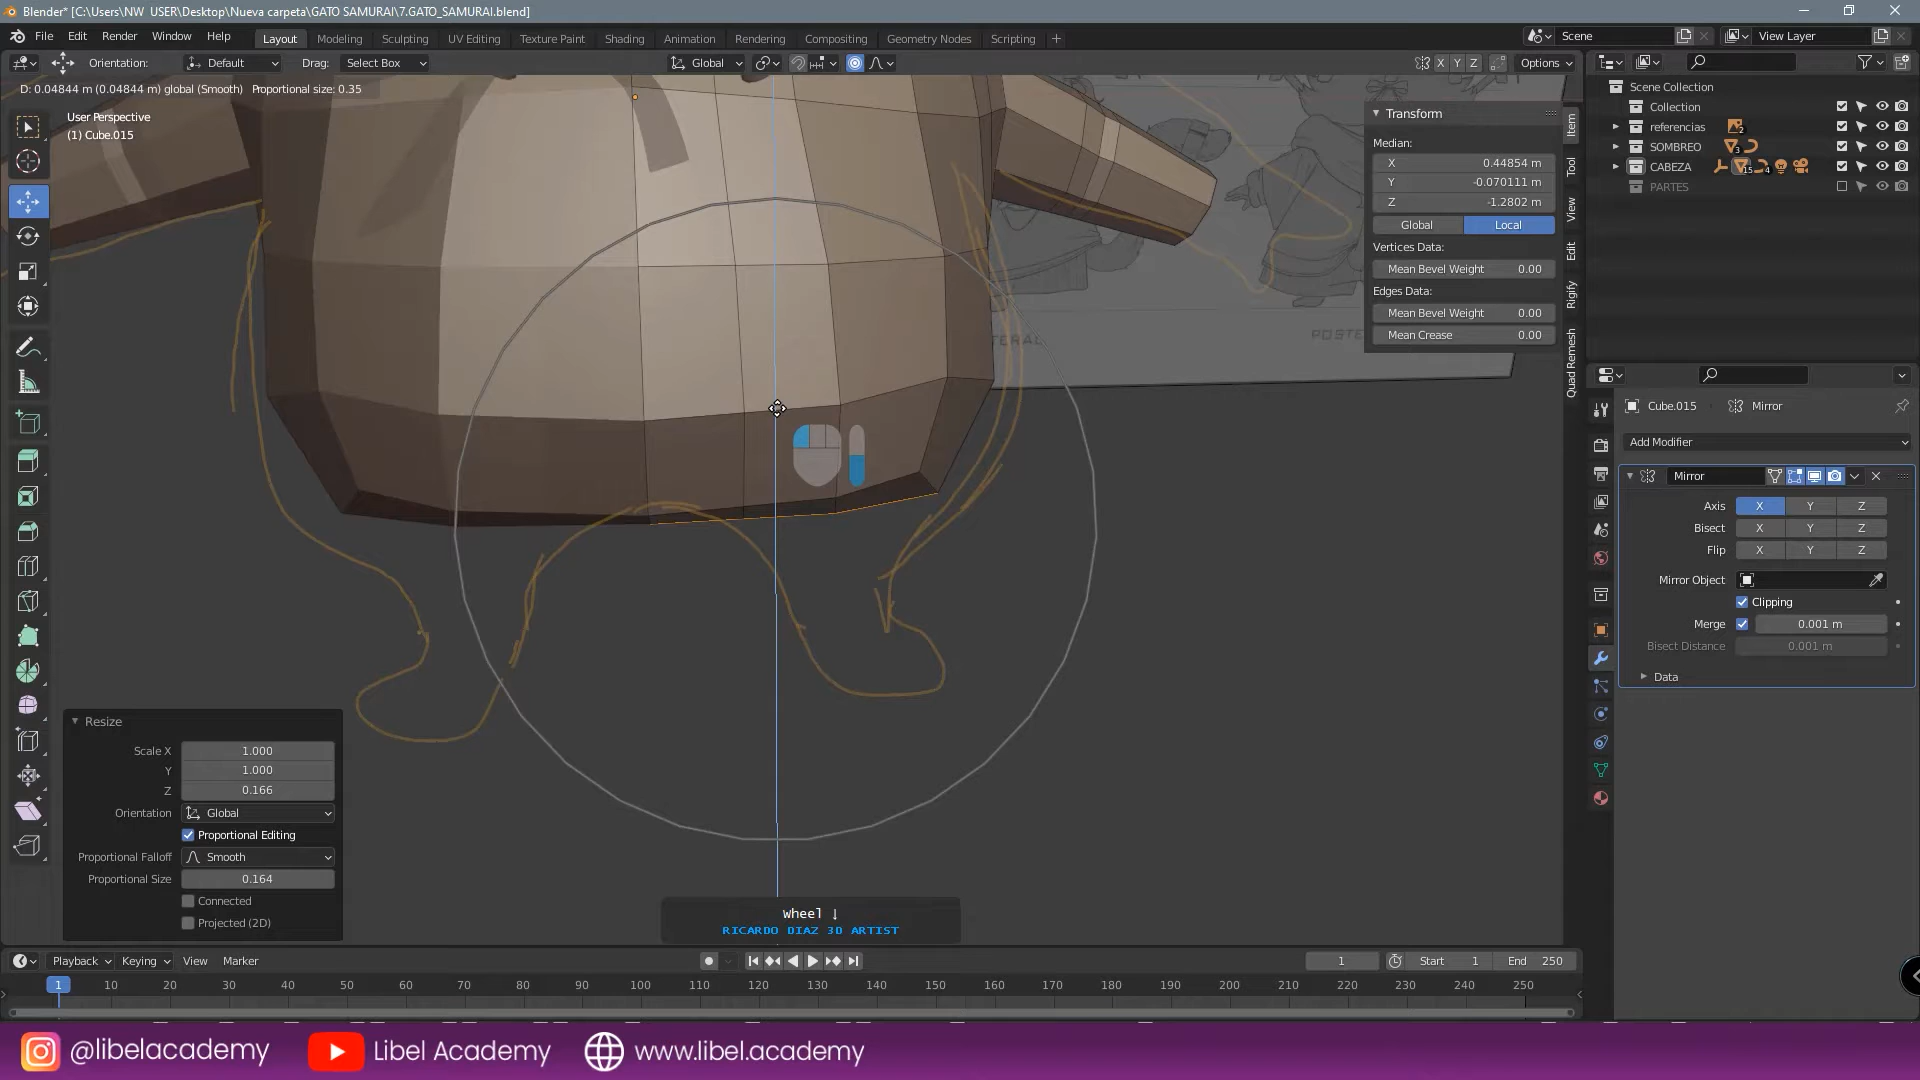 Blender* [C:\Users\NW_USER\Desktop\Nueva carpeta\GATO SAMURAI\7.GATO_SAMURAI.blend]
File Edit Render Window Help
Layout Modeling Sculpting UV Editing Texture Paint Shading Animation Rendering Compositing Geometry Nodes Scripting +
Scene
View Layer
Orientation: Default Drag: Select Box
Global
X Y Z Options
D: 0.04844 m (0.04844 m) global (Smooth) Proportional size: 0.35
User Perspective
(1) Cube.015
Transform
Median:
X 0.44854 m
Y -0.070111 m
Z -1.2802 m
Global Local
Vertices Data:
Mean Bevel Weight 0.00
Edges Data:
Mean Bevel Weight 0.00
Mean Crease 0.00
Item
Tool
View
Edit
Rigify
Quad Remesh
Scene Collection
Collection
referencias 2
SOMBREO 3
CABEZA 15 4
PARTES
Cube.015 Mirror
Add Modifier
Mirror
Axis X Y Z
Bisect X Y Z
Flip X Y Z
Mirror Object
Clipping
Merge 0.001 m
Bisect Distance 0.001 m
Data
Resize
Scale X 1.000
Y 1.000
Z 0.166
Orientation Global
Proportional Editing
Proportional Falloff Smooth
Proportional Size 0.164
Connected
Projected (2D)
Wheel ↓
RICARDO DIAZ 3D ARTIST
Playback Keying View Marker
1 Start 1 End 250
1 10 20 30 40 50 60 70 80 90 100 110 120 130 140 150 160 170 180 190 200 210 220 230 240 250
@libelacademy Libel Academy www.libel.academy